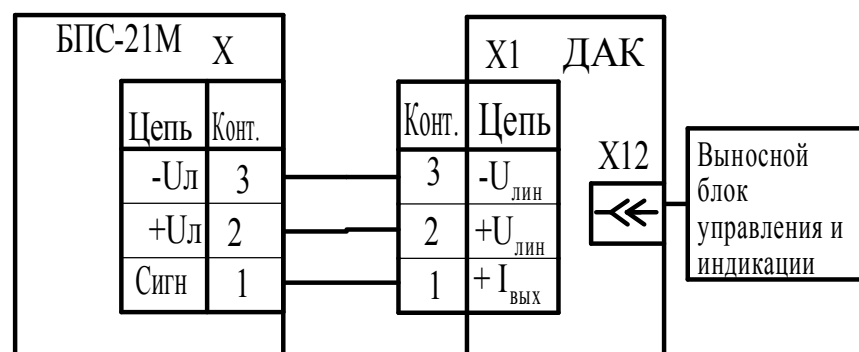 БПС-21М
X
Цепь Конт.
-Uл 3
+Uл 2
Сигн 1
X1 ДАК
Конт. Цепь
3 -Uлин
2 +Uлин
1 + Iвых
X12
Выносной
блок
управления и
индикации